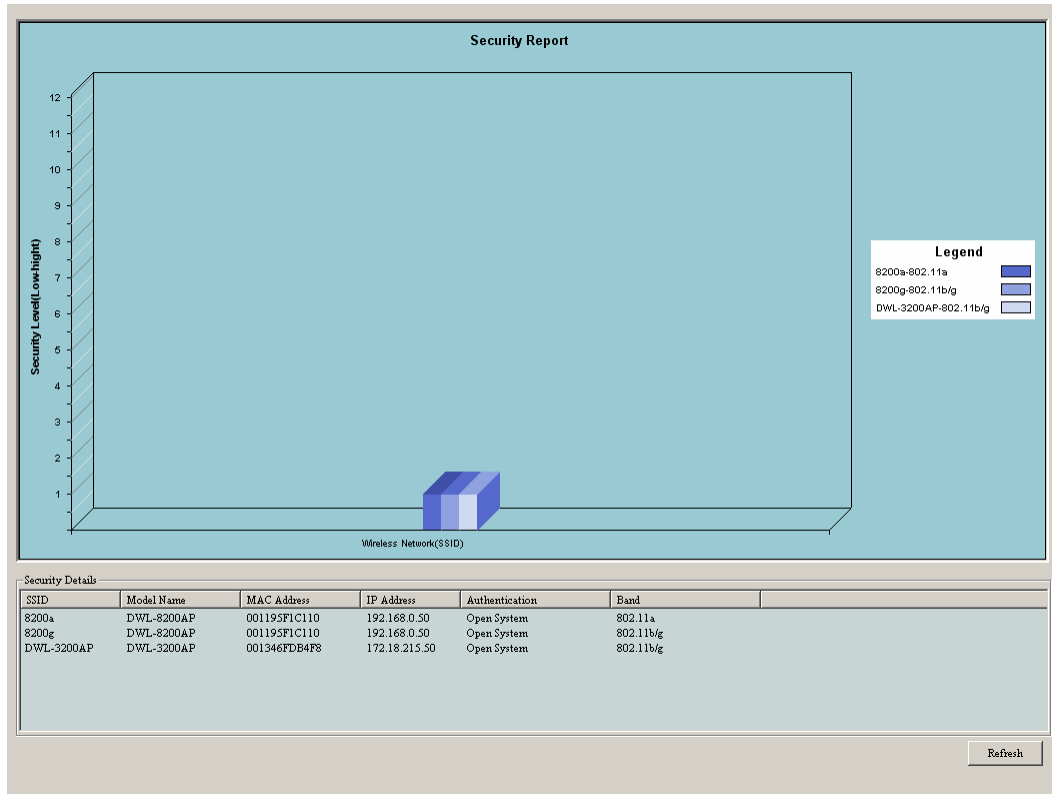 Security Report
12
11
10
9
8
7
6
5
4
3
2
1
Security Level(Low-hight)
Wireless Network(SSID)
Legend
8200a-802.11a
8200g-802.11b/g
DWL-3200AP-802.11b/g
Security Details
SSID Model Name MAC Address IP Address Authentication Band
8200a DWL-8200AP 001195F1C110 192.168.0.50 Open System 802.11a
8200g DWL-8200AP 001195F1C110 192.168.0.50 Open System 802.11b/g
DWL-3200AP DWL-3200AP 001346FDB4F8 172.18.215.50 Open System 802.11b/g
Refresh